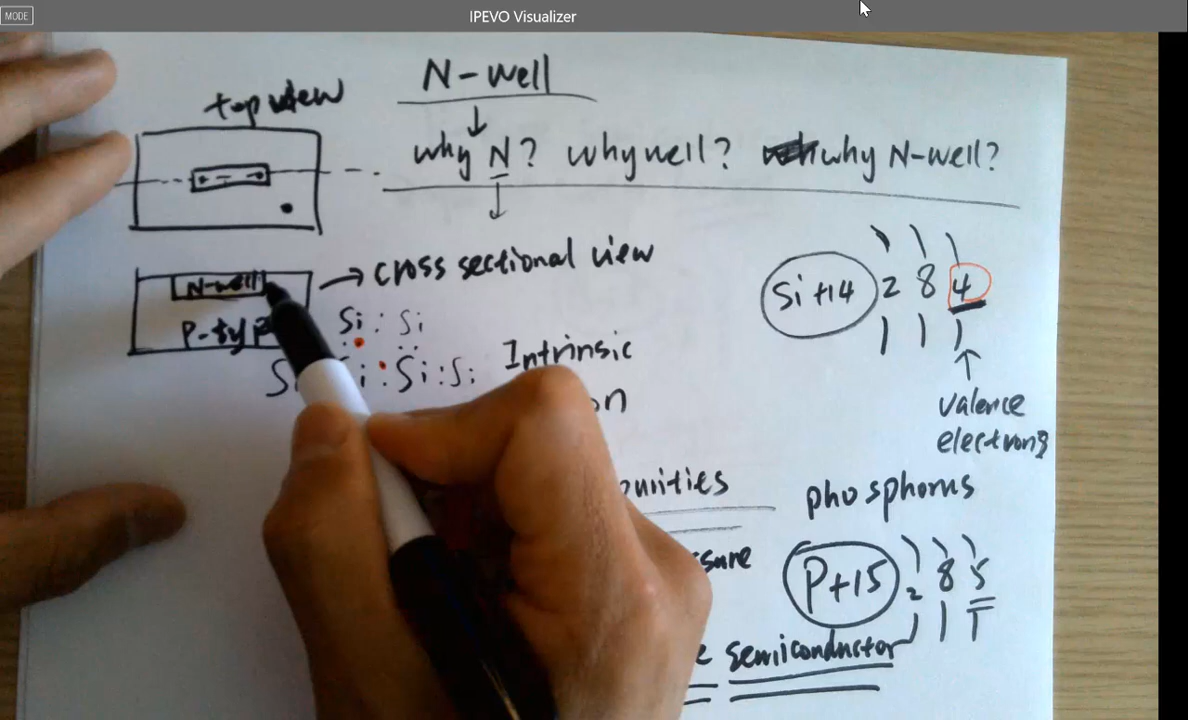 MODE
IPEVO Visualizer
N-well
top view
why N? why well? why N-well?
cross sectional view
N-well
Si +14 2 8 4
Si : Si
Si : Si : Si
Intrinsic
valence
electrons
phosphorus
P+15 2 8 5
semiconductor